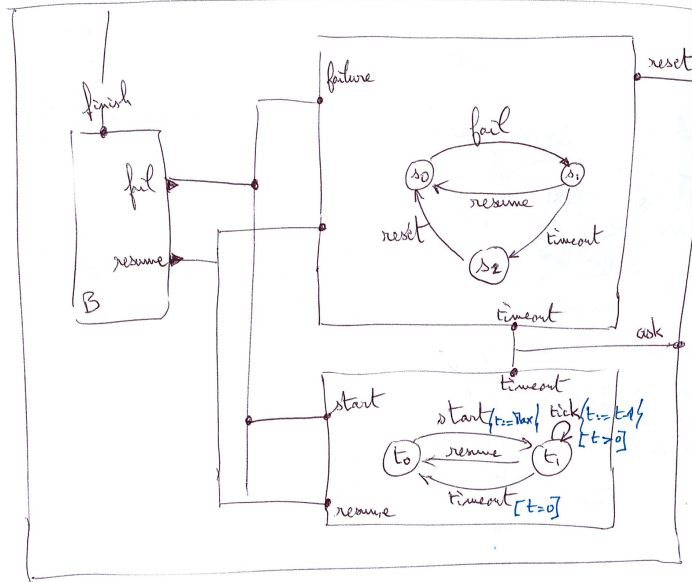 reset
failure
finish
fail
fail
s0
s1
resume
reset
timeout
resume
s2
B
timeout
ask
timeout
start
start {t:=Max}
tick {t:=t-1}
[t>0]
t0
resume
t1
timeout [t=0]
resume